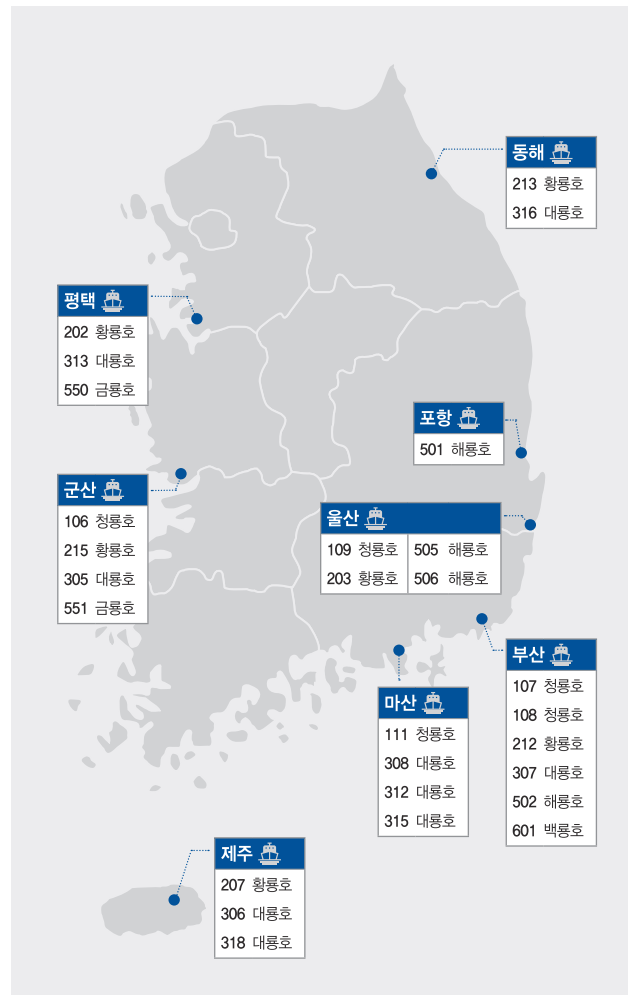 동해
213 황룡호
316 대룡호
평택
202 황룡호
313 대룡호
550 금룡호
포항
501 해룡호
군산
106 청룡호
215 황룡호
305 대룡호
551 금룡호
울산
109 청룡호 505 해룡호
203 황룡호 506 해룡호
부산
107 청룡호
108 청룡호
212 황룡호
307 대룡호
502 해룡호
601 백룡호
마산
111 청룡호
308 대룡호
312 대룡호
315 대룡호
제주
207 황룡호
306 대룡호
318 대룡호